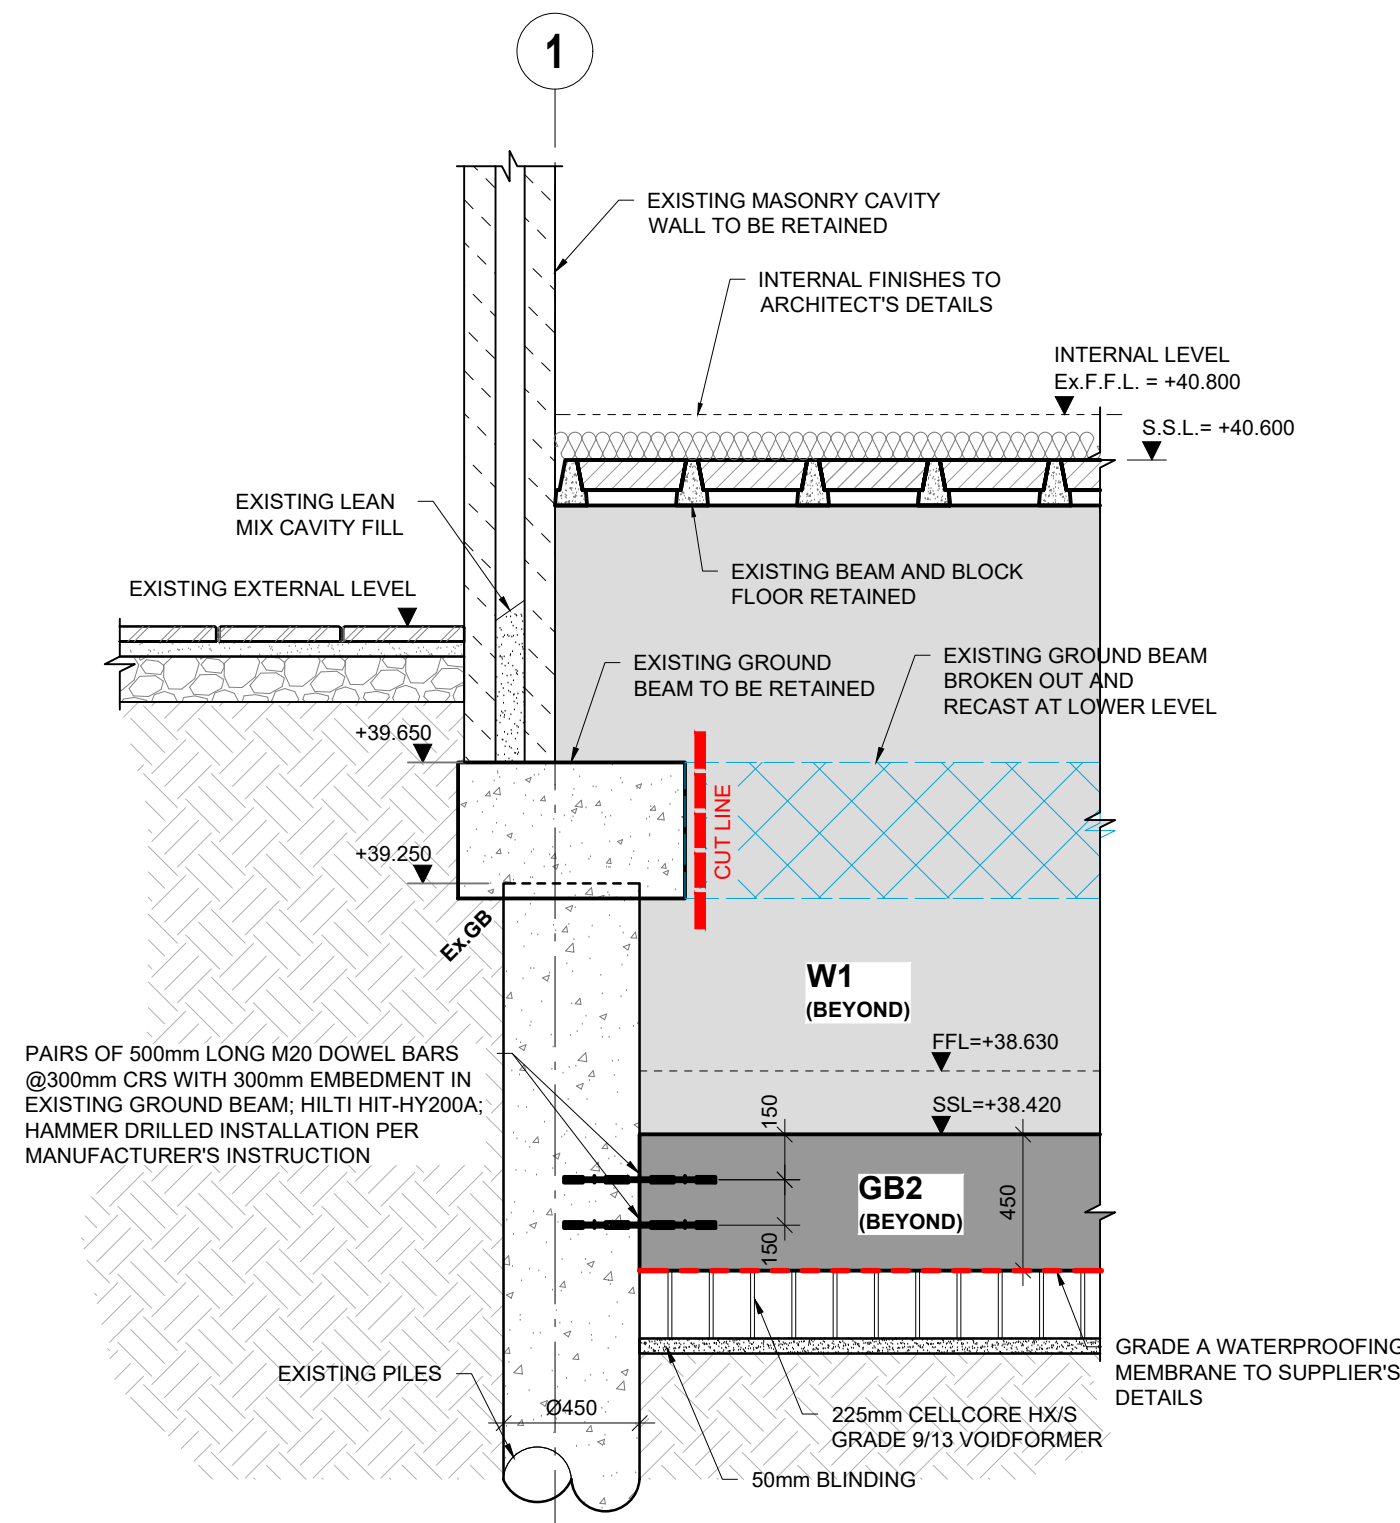 1
EXISTING MASONRY CAVITY
WALL TO BE RETAINED
INTERNAL FINISHES TO
ARCHITECT'S DETAILS
INTERNAL LEVEL
Ex.F.F.L. = +40.800
S.S.L.= +40.600
EXISTING LEAN
MIX CAVITY FILL
EXISTING BEAM AND BLOCK
FLOOR RETAINED
EXISTING EXTERNAL LEVEL
EXISTING GROUND
BEAM TO BE RETAINED
EXISTING GROUND BEAM
BROKEN OUT AND
RECAST AT LOWER LEVEL
+39.650
CUT LINE
+39.250
Ex.GB
W1
(BEYOND)
PAIRS OF 500mm LONG M20 DOWEL BARS
@300mm CRS WITH 300mm EMBEDMENT IN
EXISTING GROUND BEAM; HILTI HIT-HY200A;
HAMMER DRILLED INSTALLATION PER
MANUFACTURER'S INSTRUCTION
FFL=+38.630
SSL=+38.420
150
GB2
(BEYOND)
450
150
GRADE A WATERPROOFING
MEMBRANE TO SUPPLIER'S
DETAILS
EXISTING PILES
Ø450
225mm CELLCORE HX/S
GRADE 9/13 VOIDFORMER
50mm BLINDING